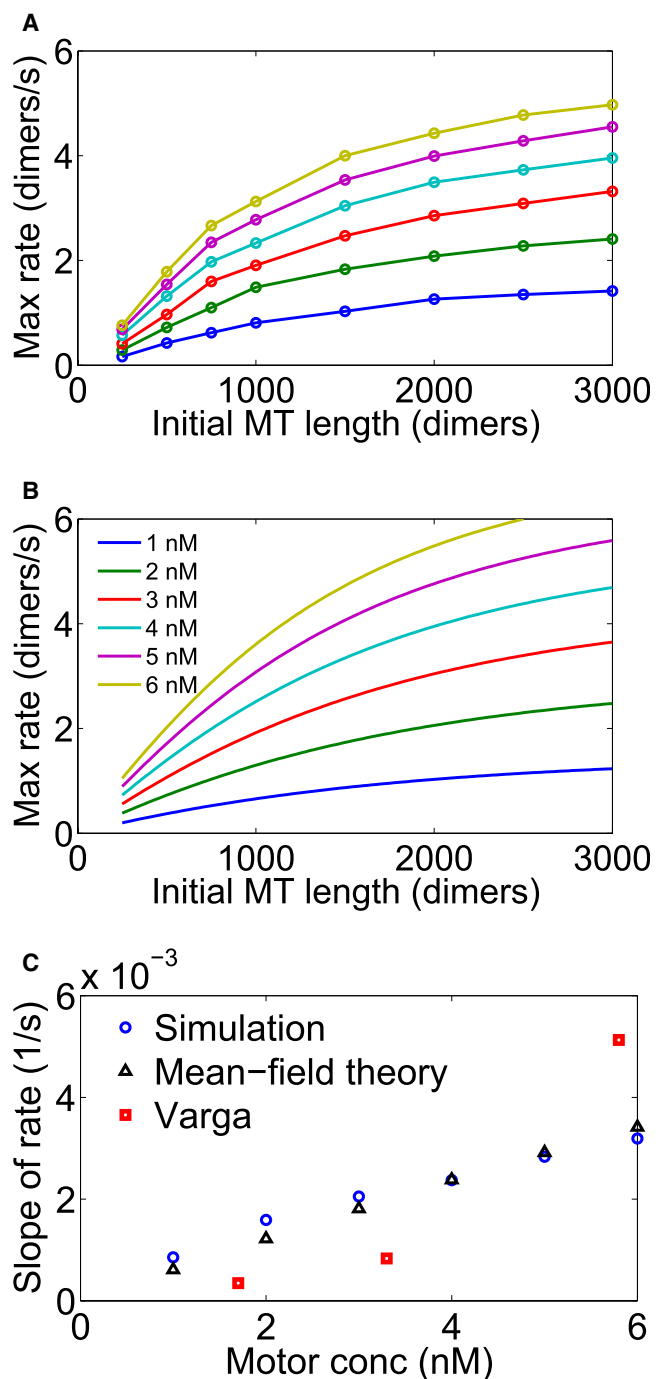 A
Max rate (dimers/s)
6
4
2
0
0 1000 2000 3000
Initial MT length (dimers)
B
Max rate (dimers/s)
6
4
2
0
1 nM
2 nM
3 nM
4 nM
5 nM
6 nM
0 1000 2000 3000
Initial MT length (dimers)
C
x 10−3
Slope of rate (1/s)
6
4
2
0
Simulation
Mean−field theory
Varga
0 2 4 6
Motor conc (nM)